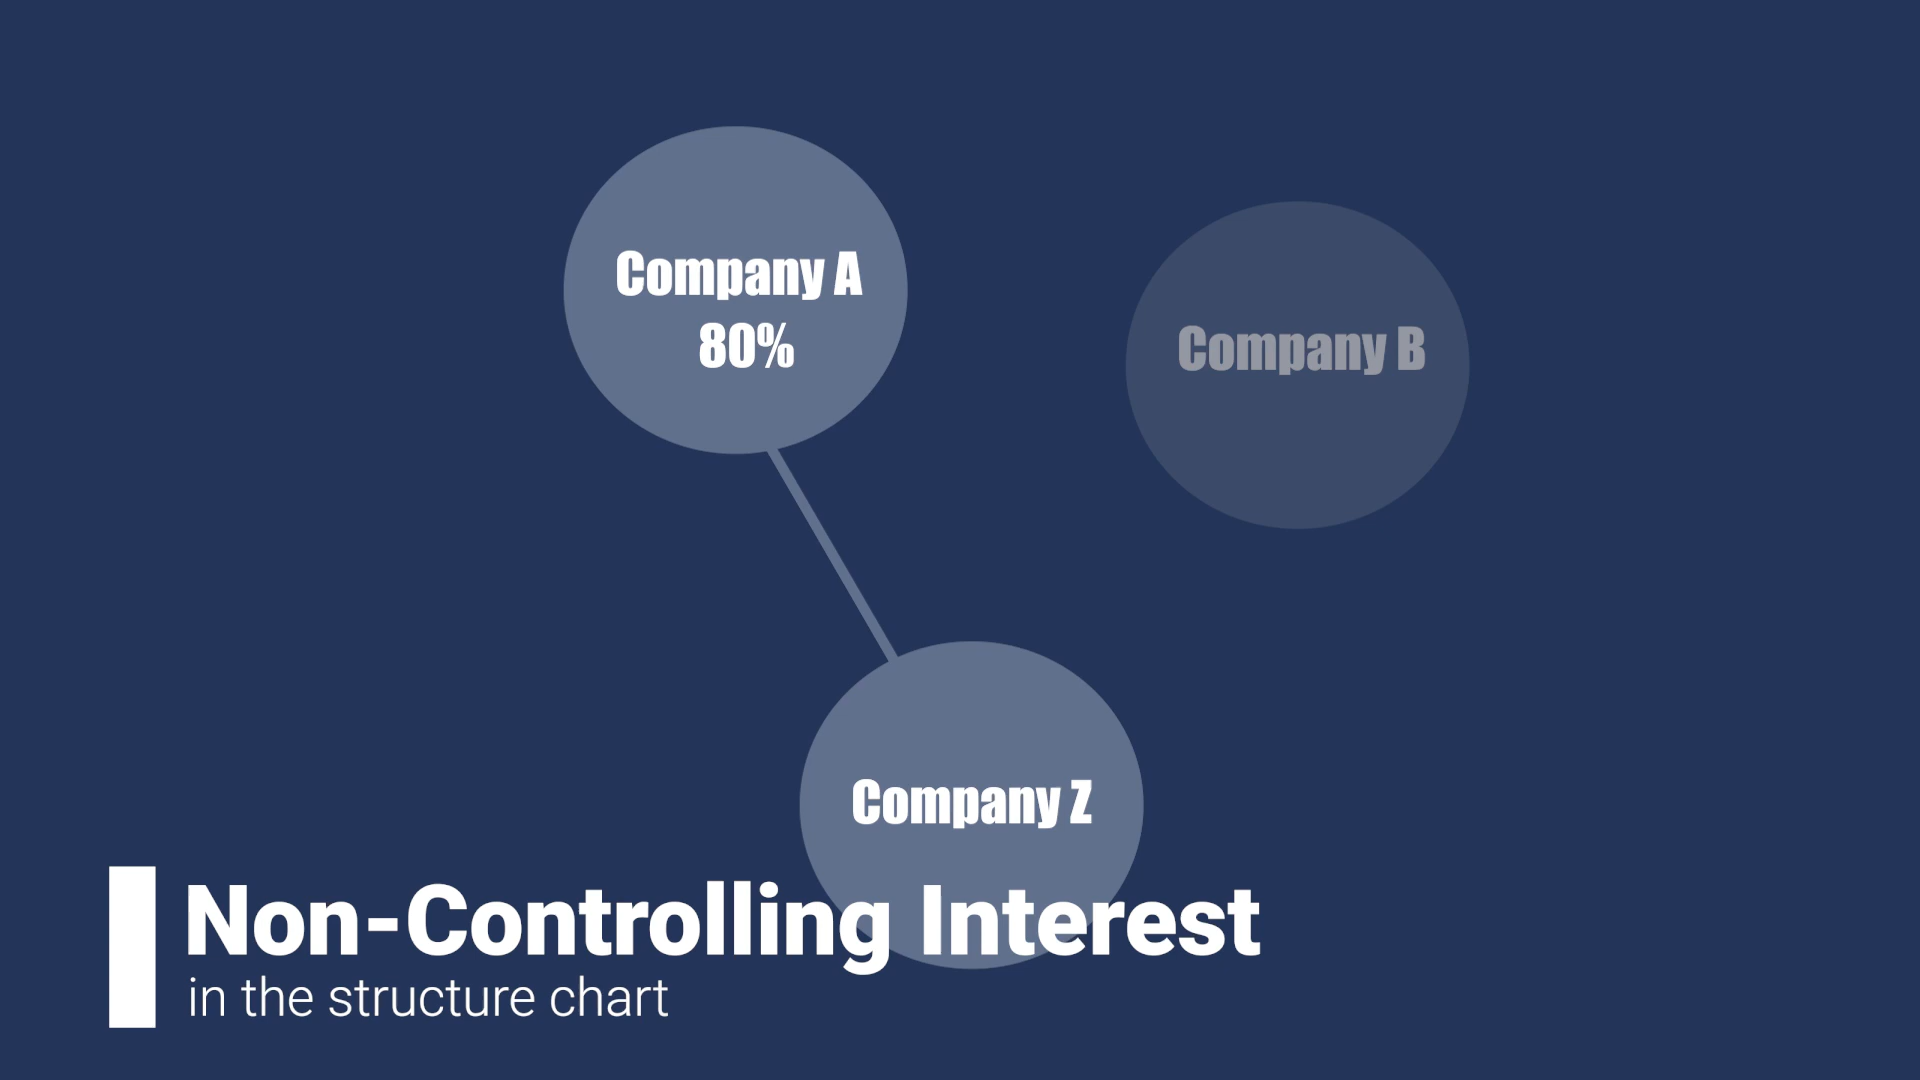 Company A
80%
Company B
Company Z
Non-Controlling Interest
in the structure chart